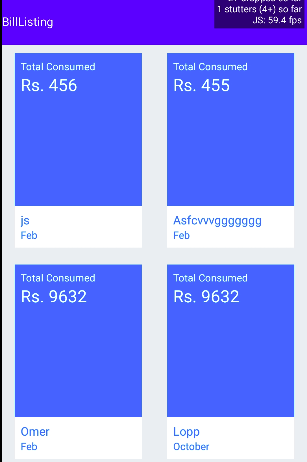 BillListing
1 stutters (4+) so far
JS: 59.4 fps
Total Consumed
Rs. 456
js
Feb
Total Consumed
Rs. 455
Asfcvvvggggggg
Feb
Total Consumed
Rs. 9632
Omer
Feb
Total Consumed
Rs. 9632
Lopp
October